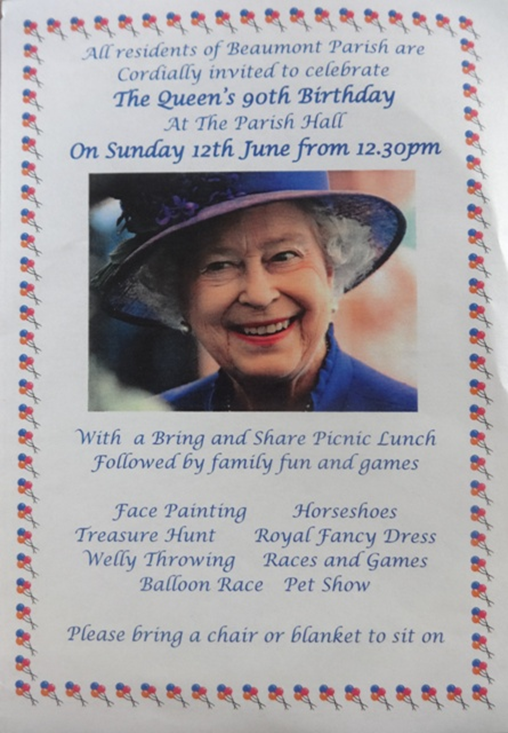 All residents of Beaumont Parish are
Cordially invited to celebrate
The Queen's 90th Birthday
At The Parish Hall
On Sunday 12th June from 12.30pm
With a Bring and Share Picnic Lunch
Followed by family fun and games
Face Painting Horseshoes
Treasure Hunt Royal Fancy Dress
Welly Throwing Races and Games
Balloon Race Pet Show
Please bring a chair or blanket to sit on